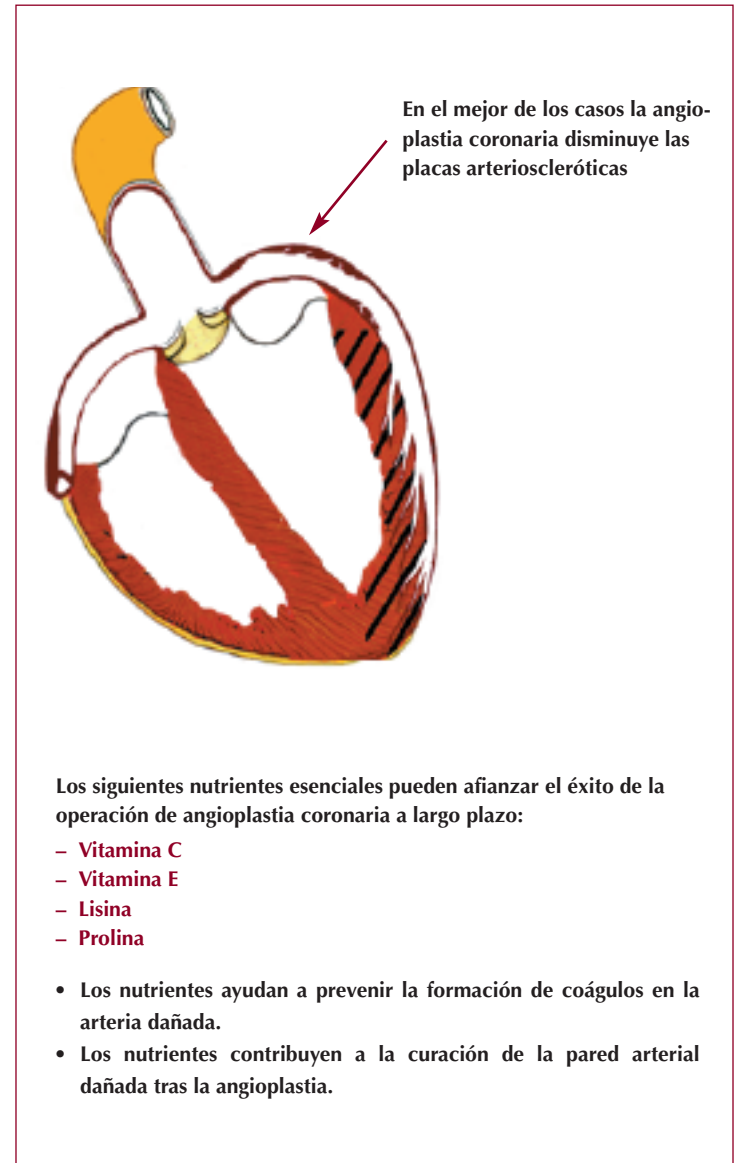 En el mejor de los casos la angio-
plastia coronaria disminuye las
placas arterioscleróticas
Los siguientes nutrientes esenciales pueden afianzar el éxito de la
operación de angioplastia coronaria a largo plazo:
– Vitamina C
– Vitamina E
– Lisina
– Prolina
• Los nutrientes ayudan a prevenir la formación de coágulos en la
arteria dañada.
• Los nutrientes contribuyen a la curación de la pared arterial
dañada tras la angioplastia.